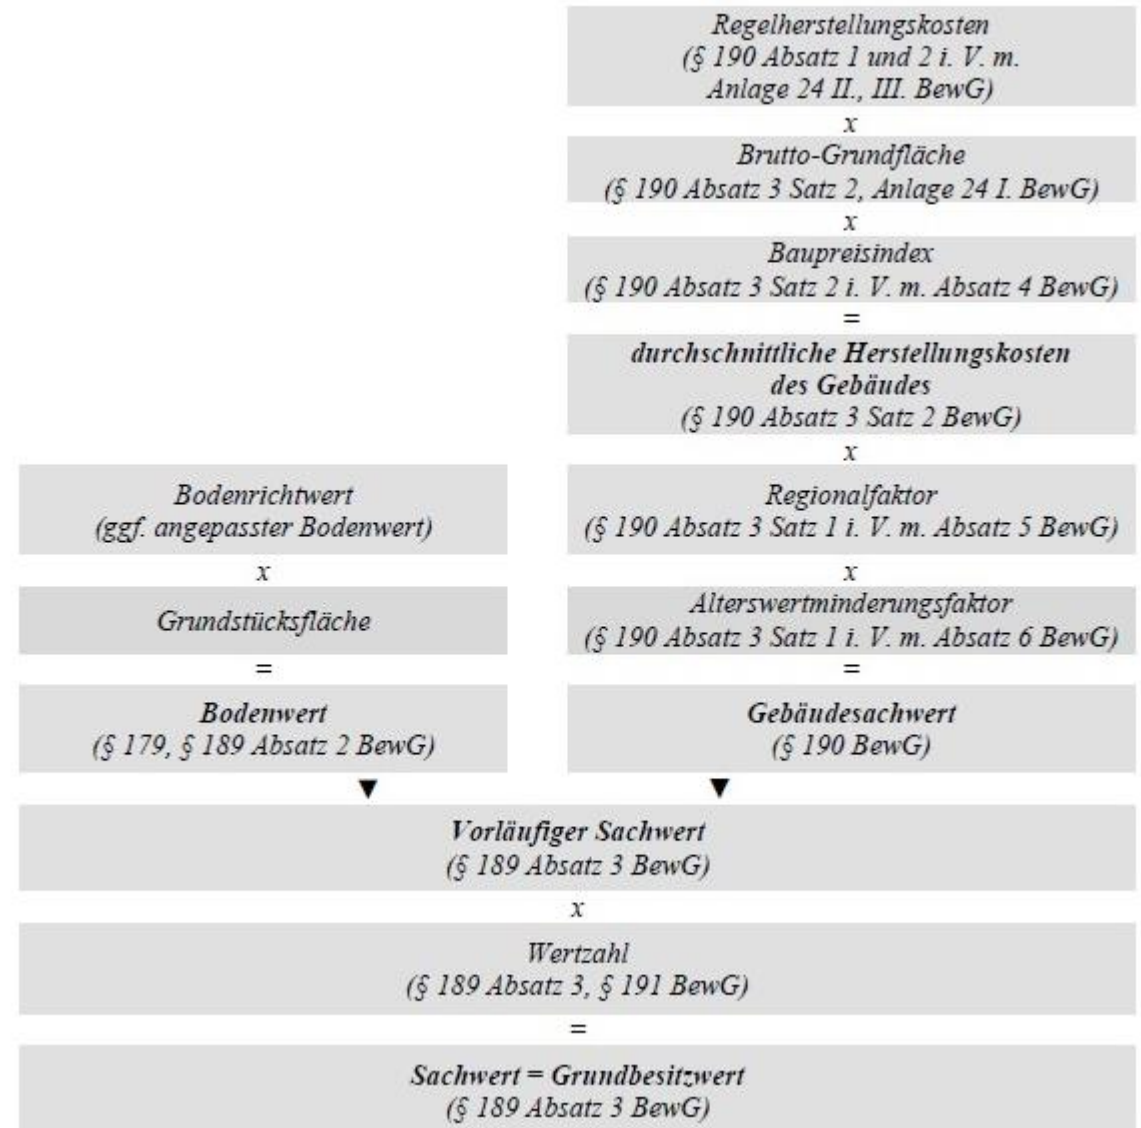 Regelherstellungskosten
(§ 190 Absatz 1 und 2 i. V. m.
Anlage 24 II., III. BewG)
x
Brutto-Grundfläche
(§ 190 Absatz 3 Satz 2, Anlage 24 I. BewG)
x
Baupreisindex
(§ 190 Absatz 3 Satz 2 i. V. m. Absatz 4 BewG)
=
durchschnittliche Herstellungskosten
des Gebäudes
(§ 190 Absatz 3 Satz 2 BewG)
x
Bodenrichtwert
(ggf. angepasster Bodenwert)
x
Grundstücksfläche
=
Bodenwert
(§ 179, § 189 Absatz 2 BewG)
▼
Regionalfaktor
(§ 190 Absatz 3 Satz 1 i. V. m. Absatz 5 BewG)
x
Alterswertminderungsfaktor
(§ 190 Absatz 3 Satz 1 i. V. m. Absatz 6 BewG)
=
Gebäudesachwert
(§ 190 BewG)
▼
Vorläufiger Sachwert
(§ 189 Absatz 3 BewG)
x
Wertzahl
(§ 189 Absatz 3, § 191 BewG)
=
Sachwert = Grundbesitzwert
(§ 189 Absatz 3 BewG)